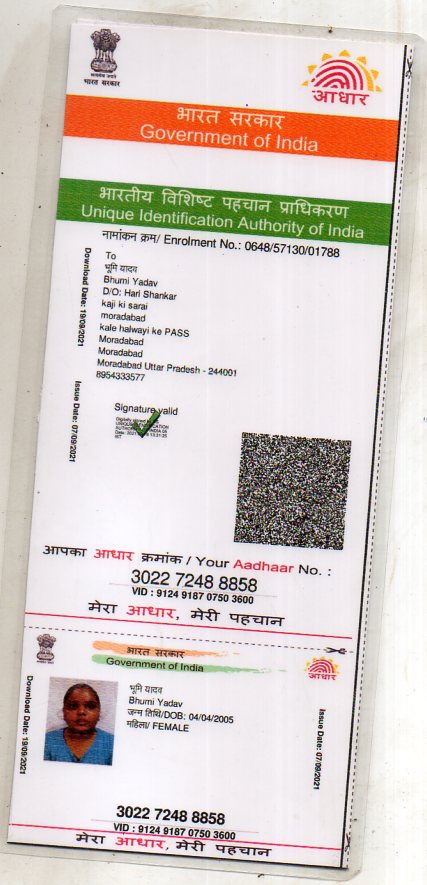 सत्यमेव जयते
भारत सरकार
आधार
भारत सरकार
Government of India
भारतीय विशिष्ट पहचान प्राधिकरण
Unique Identification Authority of India
नामांकन क्रम/ Enrolment No.: 0648/57130/01788
To
भूमि यादव
Bhumi Yadav
D/O: Hari Shankar
kaji ki sarai
moradabad
kale halwayi ke PASS
Moradabad
Moradabad
Moradabad Uttar Pradesh - 244001
8954333577
Download Date: 19/09/2021
Issue Date: 07/09/2021
Signature valid
आपका आधार क्रमांक / Your Aadhaar No. :
3022 7248 8858
VID : 9124 9187 0750 3600
मेरा आधार, मेरी पहचान
भारत सरकार
Government of India
आधार
Download Date: 19/09/2021
भूमि यादव
Bhumi Yadav
जन्म तिथि/DOB: 04/04/2005
महिला/ FEMALE
Issue Date: 07/09/2021
3022 7248 8858
VID : 9124 9187 0750 3600
मेरा आधार, मेरी पहचान